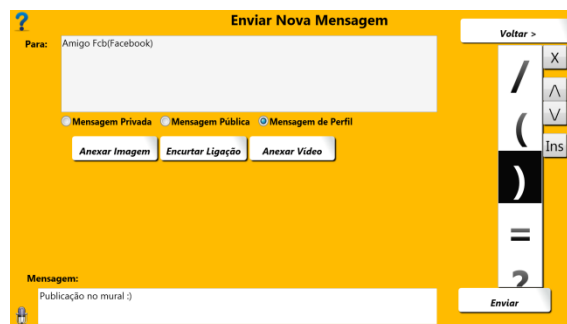 ?
Enviar Nova Mensagem
Voltar >
Para:
Amigo Fcb(Facebook)
Mensagem Privada Mensagem Pública Mensagem de Perfil
Anexar Imagem Encurtar Ligação Anexar Vídeo
/
(
)
=
?
X
/\
\/
Ins
Mensagem:
Publicação no mural :)
Enviar